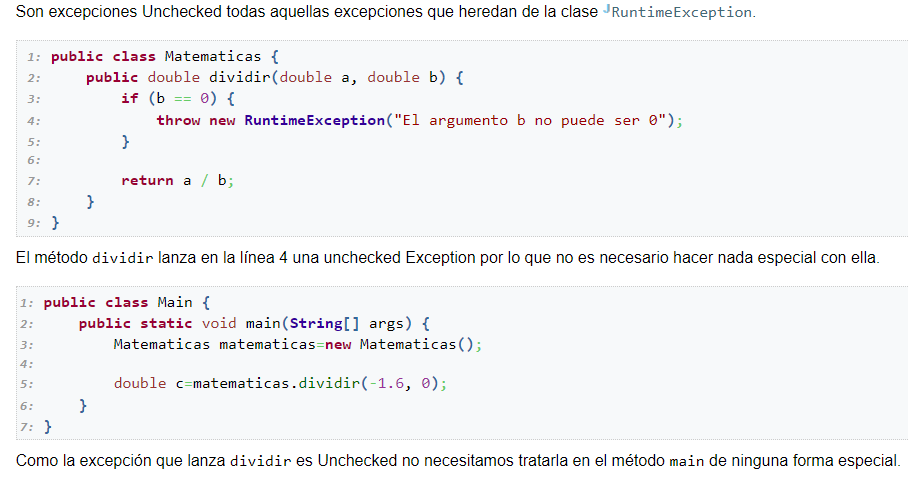 Son excepciones Unchecked todas aquellas excepciones que heredan de la clase RuntimeException.
1: public class Matematicas {
2:     public double dividir(double a, double b) {
3:         if (b == 0) {
4:             throw new RuntimeException("El argumento b no puede ser 0");
5:         }
6:
7:         return a / b;
8:     }
9: }
El método dividir lanza en la línea 4 una unchecked Exception por lo que no es necesario hacer nada especial con ella.
1: public class Main {
2:     public static void main(String[] args) {
3:         Matematicas matematicas=new Matematicas();
4:
5:         double c=matematicas.dividir(-1.6, 0);
6:     }
7: }
Como la excepción que lanza dividir es Unchecked no necesitamos tratarla en el método main de ninguna forma especial.